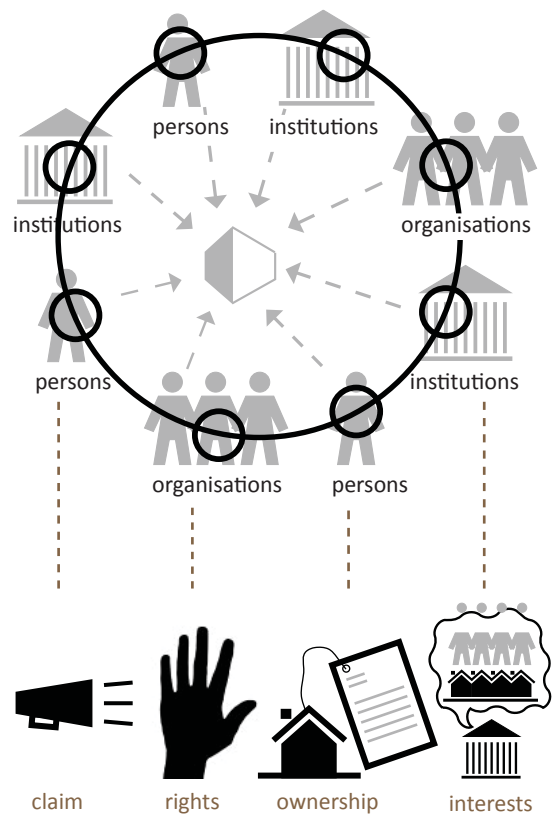 persons
institutions
institutions
organisations
persons
institutions
organisations
persons
claim
rights
ownership
interests